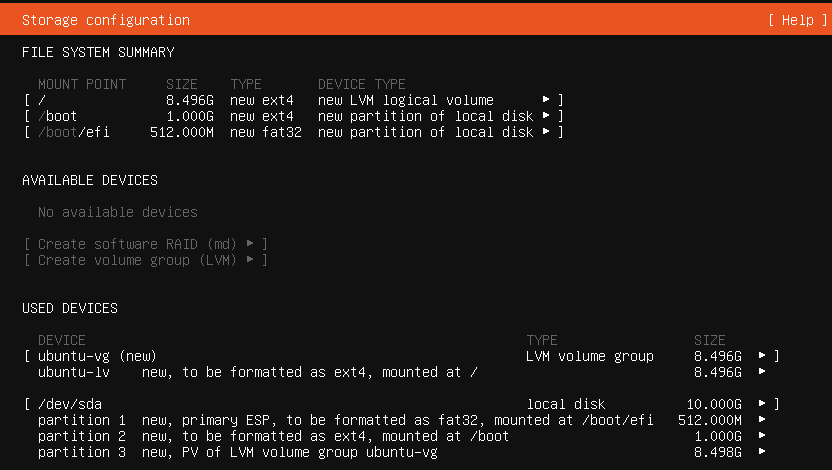 Storage configuration [ Help ]
FILE SYSTEM SUMMARY
MOUNT POINT SIZE TYPE DEVICE TYPE
[ / 8.496G new ext4 new LVM logical volume ▸ ]
[ /boot 1.000G new ext4 new partition of local disk ▸ ]
[ /boot/efi 512.000M new fat32 new partition of local disk ▸ ]
AVAILABLE DEVICES
No available devices
[ Create software RAID (md) ▸ ]
[ Create volume group (LVM) ▸ ]
USED DEVICES
DEVICE TYPE SIZE
[ ubuntu-vg (new) LVM volume group 8.496G ▸ ]
ubuntu-lv new, to be formatted as ext4, mounted at / 8.496G ▸
[ /dev/sda local disk 10.000G ▸ ]
partition 1 new, primary ESP, to be formatted as fat32, mounted at /boot/efi 512.000M ▸
partition 2 new, to be formatted as ext4, mounted at /boot 1.000G ▸
partition 3 new, PV of LVM volume group ubuntu-vg 8.498G ▸